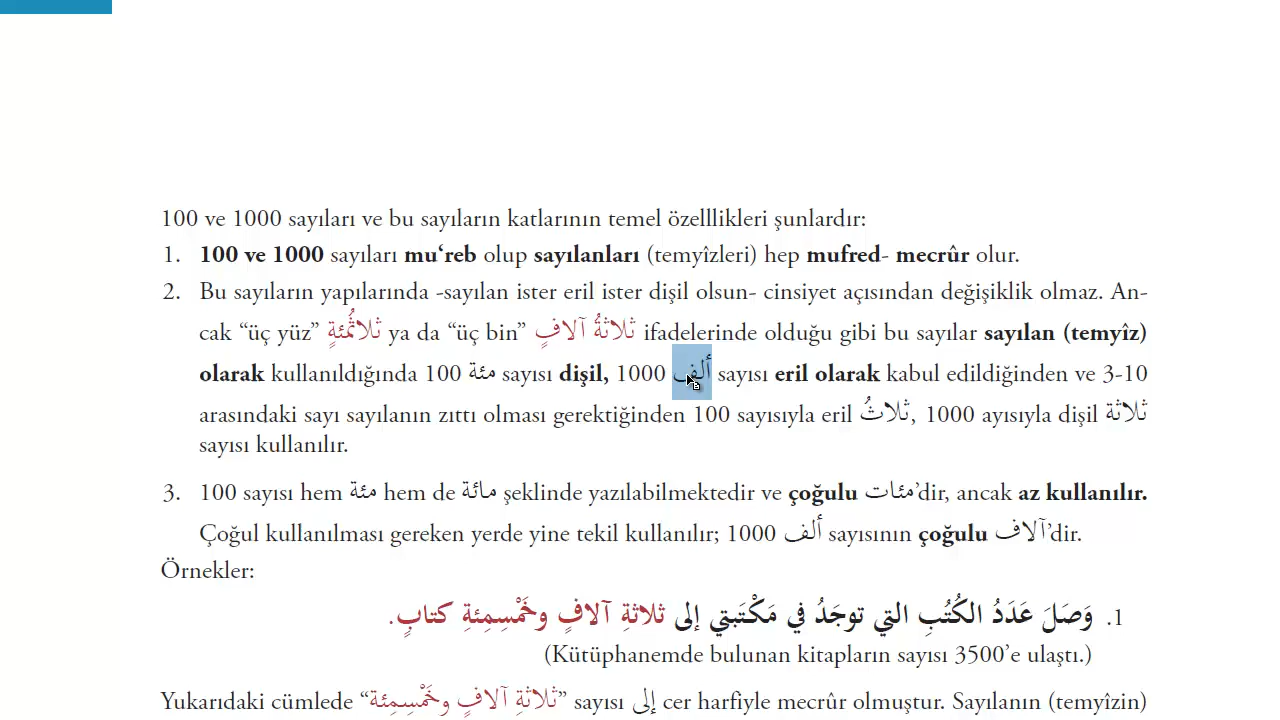 100 ve 1000 sayıları ve bu sayıların katlarının temel özelllikleri şunlardır:
1. 100 ve 1000 sayıları mu‘reb olup sayılanları (temyîzleri) hep mufred- mecrûr olur.
2. Bu sayıların yapılarında -sayılan ister eril ister dişil olsun- cinsiyet açısından değişiklik olmaz. An-
cak “üç yüz” ثلاثُمُئةٍ ya da “üç bin” ثلاثةُ آلافٍ ifadelerinde olduğu gibi bu sayılar sayılan (temyîz)
olarak kullanıldığında 100 مئة sayısı dişil, 1000 ألف sayısı eril olarak kabul edildiğinden ve 3-10
arasındaki sayı sayılanın zıttı olması gerektiğinden 100 sayısıyla eril ثلاثُ, 1000 ayısıyla dişil ثلاثة
sayısı kullanılır.
3. 100 sayısı hem مئة hem de مائة şeklinde yazılabilmektedir ve çoğulu مئات’dir, ancak az kullanılır.
Çoğul kullanılması gereken yerde yine tekil kullanılır; 1000 ألف sayısının çoğulu آلاف’dir.
Örnekler:
1. وَصَلَ عَدَدُ الكُتُبِ التي توجَدُ في مَكْتَبتي إلى ثلاثةِ آلافٍ وخَمْسِمِئةِ كتابٍ.
(Kütüphanemde bulunan kitapların sayısı 3500’e ulaştı.)
Yukarıdaki cümlede “ثلاثةِ آلافٍ وخَمْسِمِئة” sayısı إلى cer harfiyle mecrûr olmuştur. Sayılanın (temyîzin)